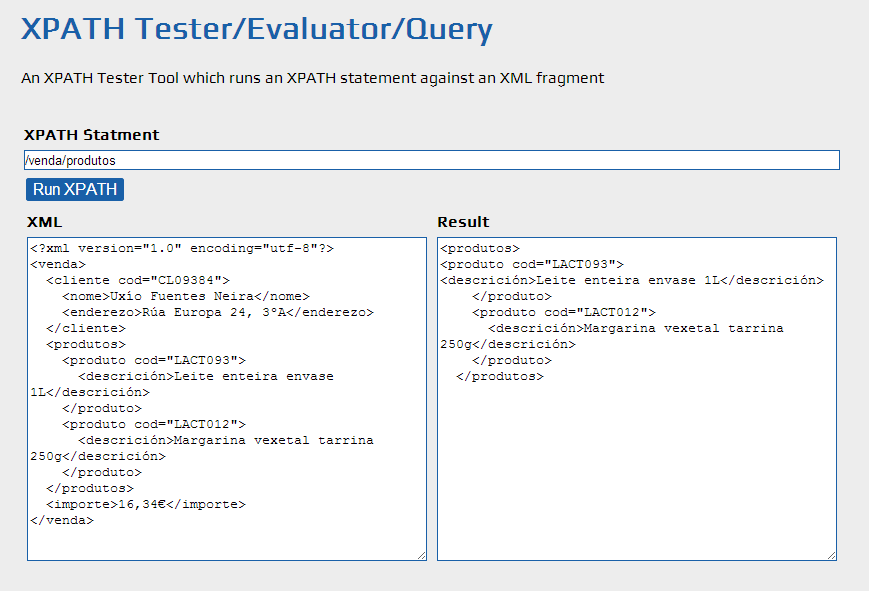 XPATH Tester/Evaluator/Query
An XPATH Tester Tool which runs an XPATH statement against an XML fragment
XPATH Statment
/venda/produtos
Run XPATH
XML
<?xml version="1.0" encoding="utf-8"?>
<venda>
  <cliente cod="CL09384">
    <nome>Uxío Fuentes Neira</nome>
    <enderezo>Rúa Europa 24, 3ºA</enderezo>
  </cliente>
  <produtos>
    <produto cod="LACT093">
      <descrición>Leite enteira envase
1L</descrición>
    </produto>
    <produto cod="LACT012">
      <descrición>Margarina vexetal tarrina
250g</descrición>
    </produto>
  </produtos>
  <importe>16,34€</importe>
</venda>
Result
<produtos>
<produto cod="LACT093">
<descrición>Leite enteira envase 1L</descrición>
    </produto>
    <produto cod="LACT012">
      <descrición>Margarina vexetal tarrina
250g</descrición>
    </produto>
  </produtos>